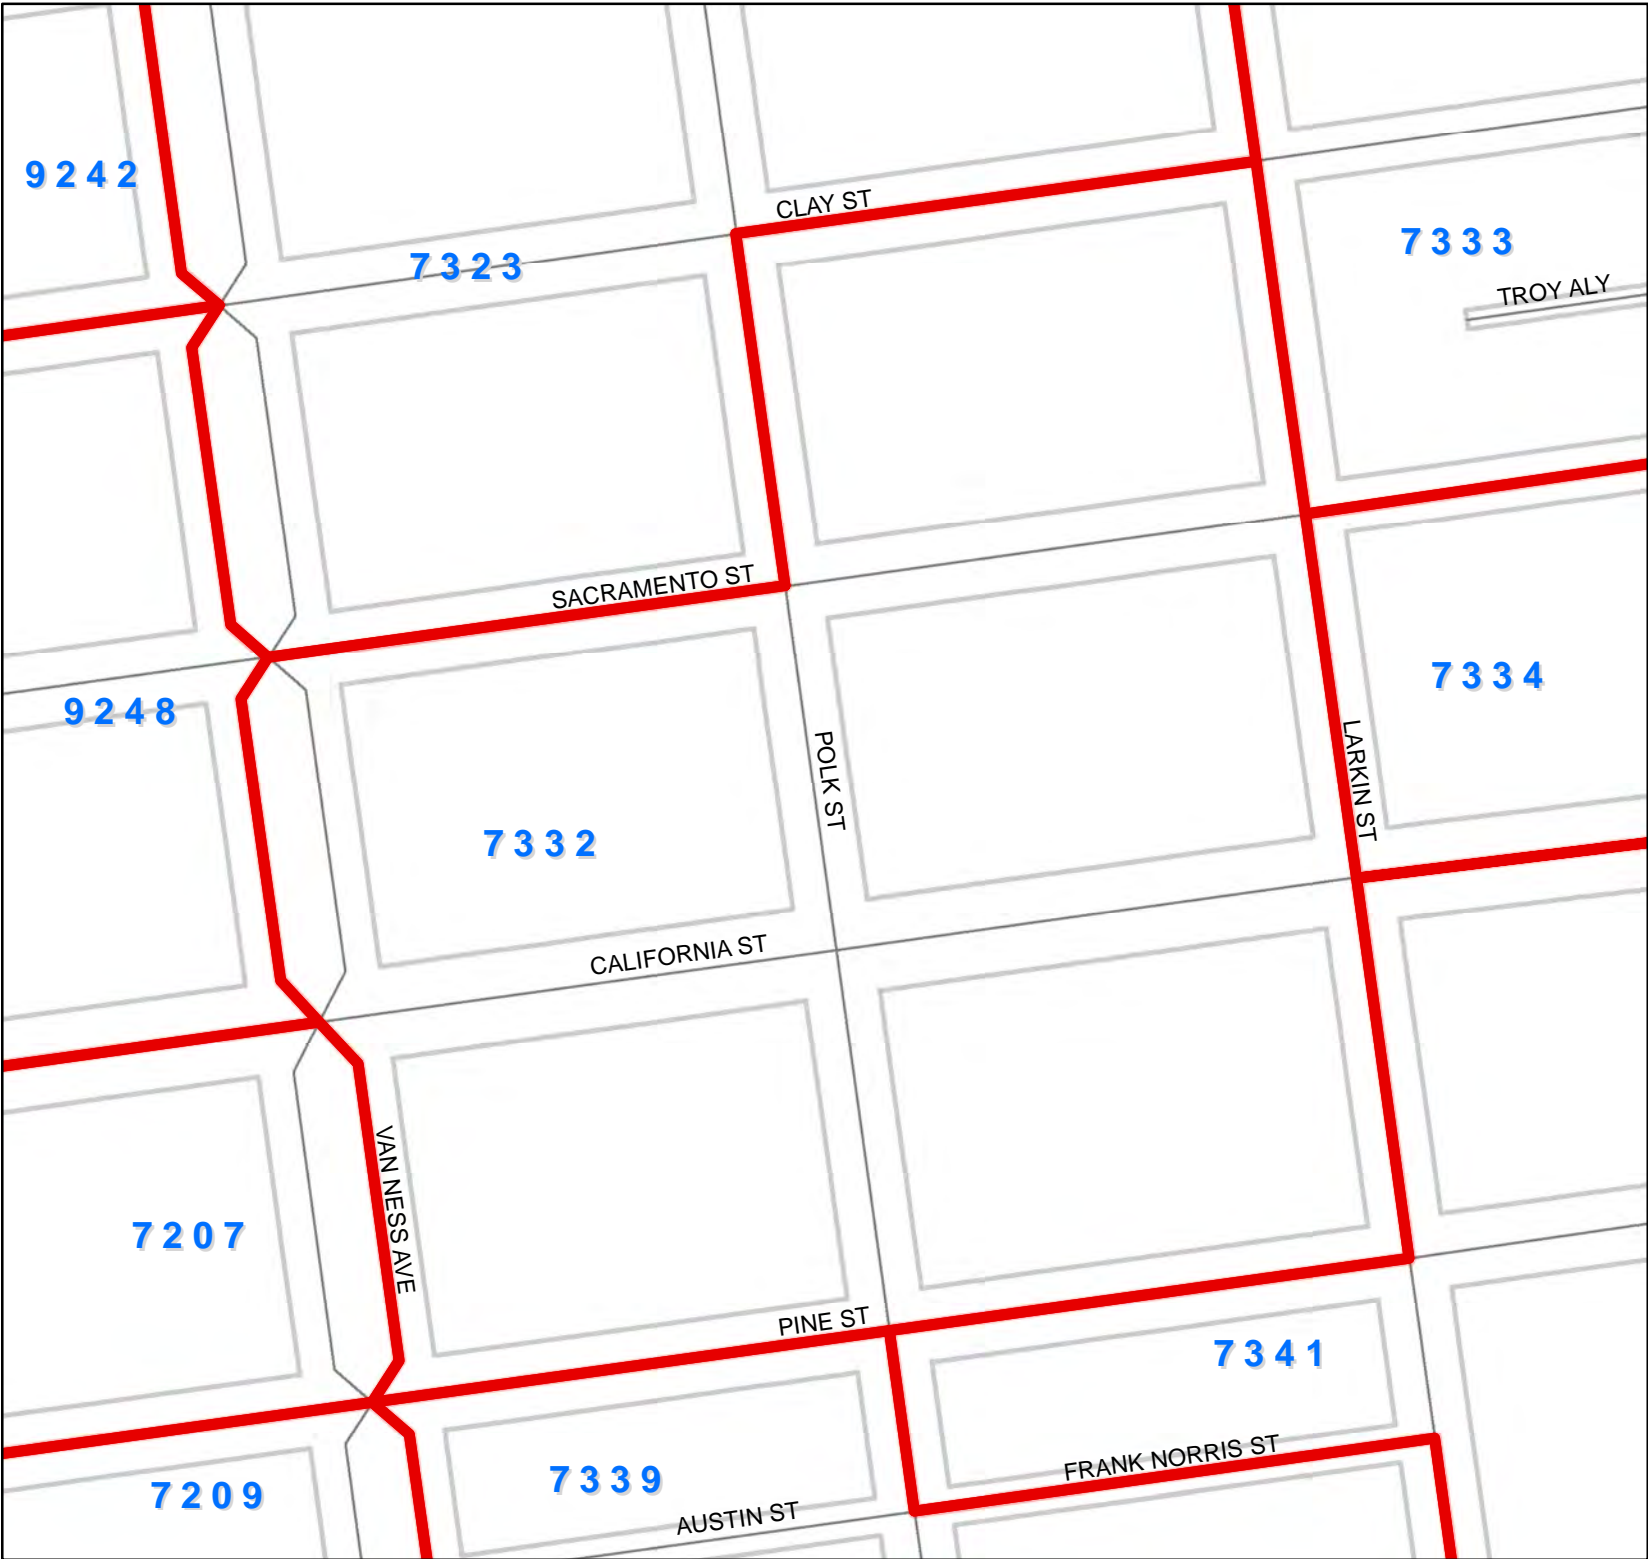 9242
CLAY ST
7333
7323
TROY ALY
SACRAMENTO ST
7334
9248
POLK ST
LARKIN ST
7332
CALIFORNIA ST
VAN NESS AVE
7207
PINE ST
7341
FRANK NORRIS ST
7339
7209
AUSTIN ST